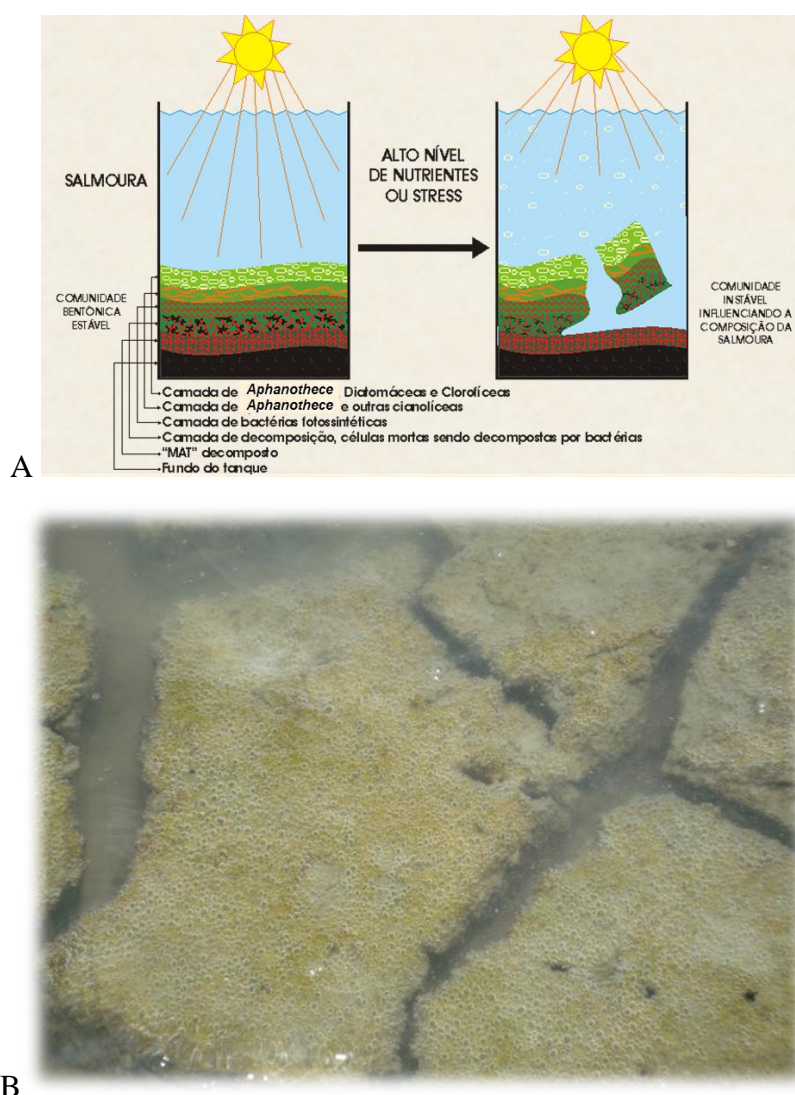 SALMOURA
ALTO NÍVEL
DE NUTRIENTES
OU STRESS
COMUNIDADE
BENTÔNICA
ESTÁVEL
COMUNIDADE
INSTÁVEL
INFLUENCIANDO A
COMPOSIÇÃO DA
SALMOURA
Camada de Aphanothece Diatomáceas e Clorofíceas
Camada de Aphanothece e outras cianofíceas
Camada de bactérias fotossintéticas
Camada de decomposição, células mortas sendo decompostas por bactérias
"MAT" decomposto
Fundo do tanque
A
B